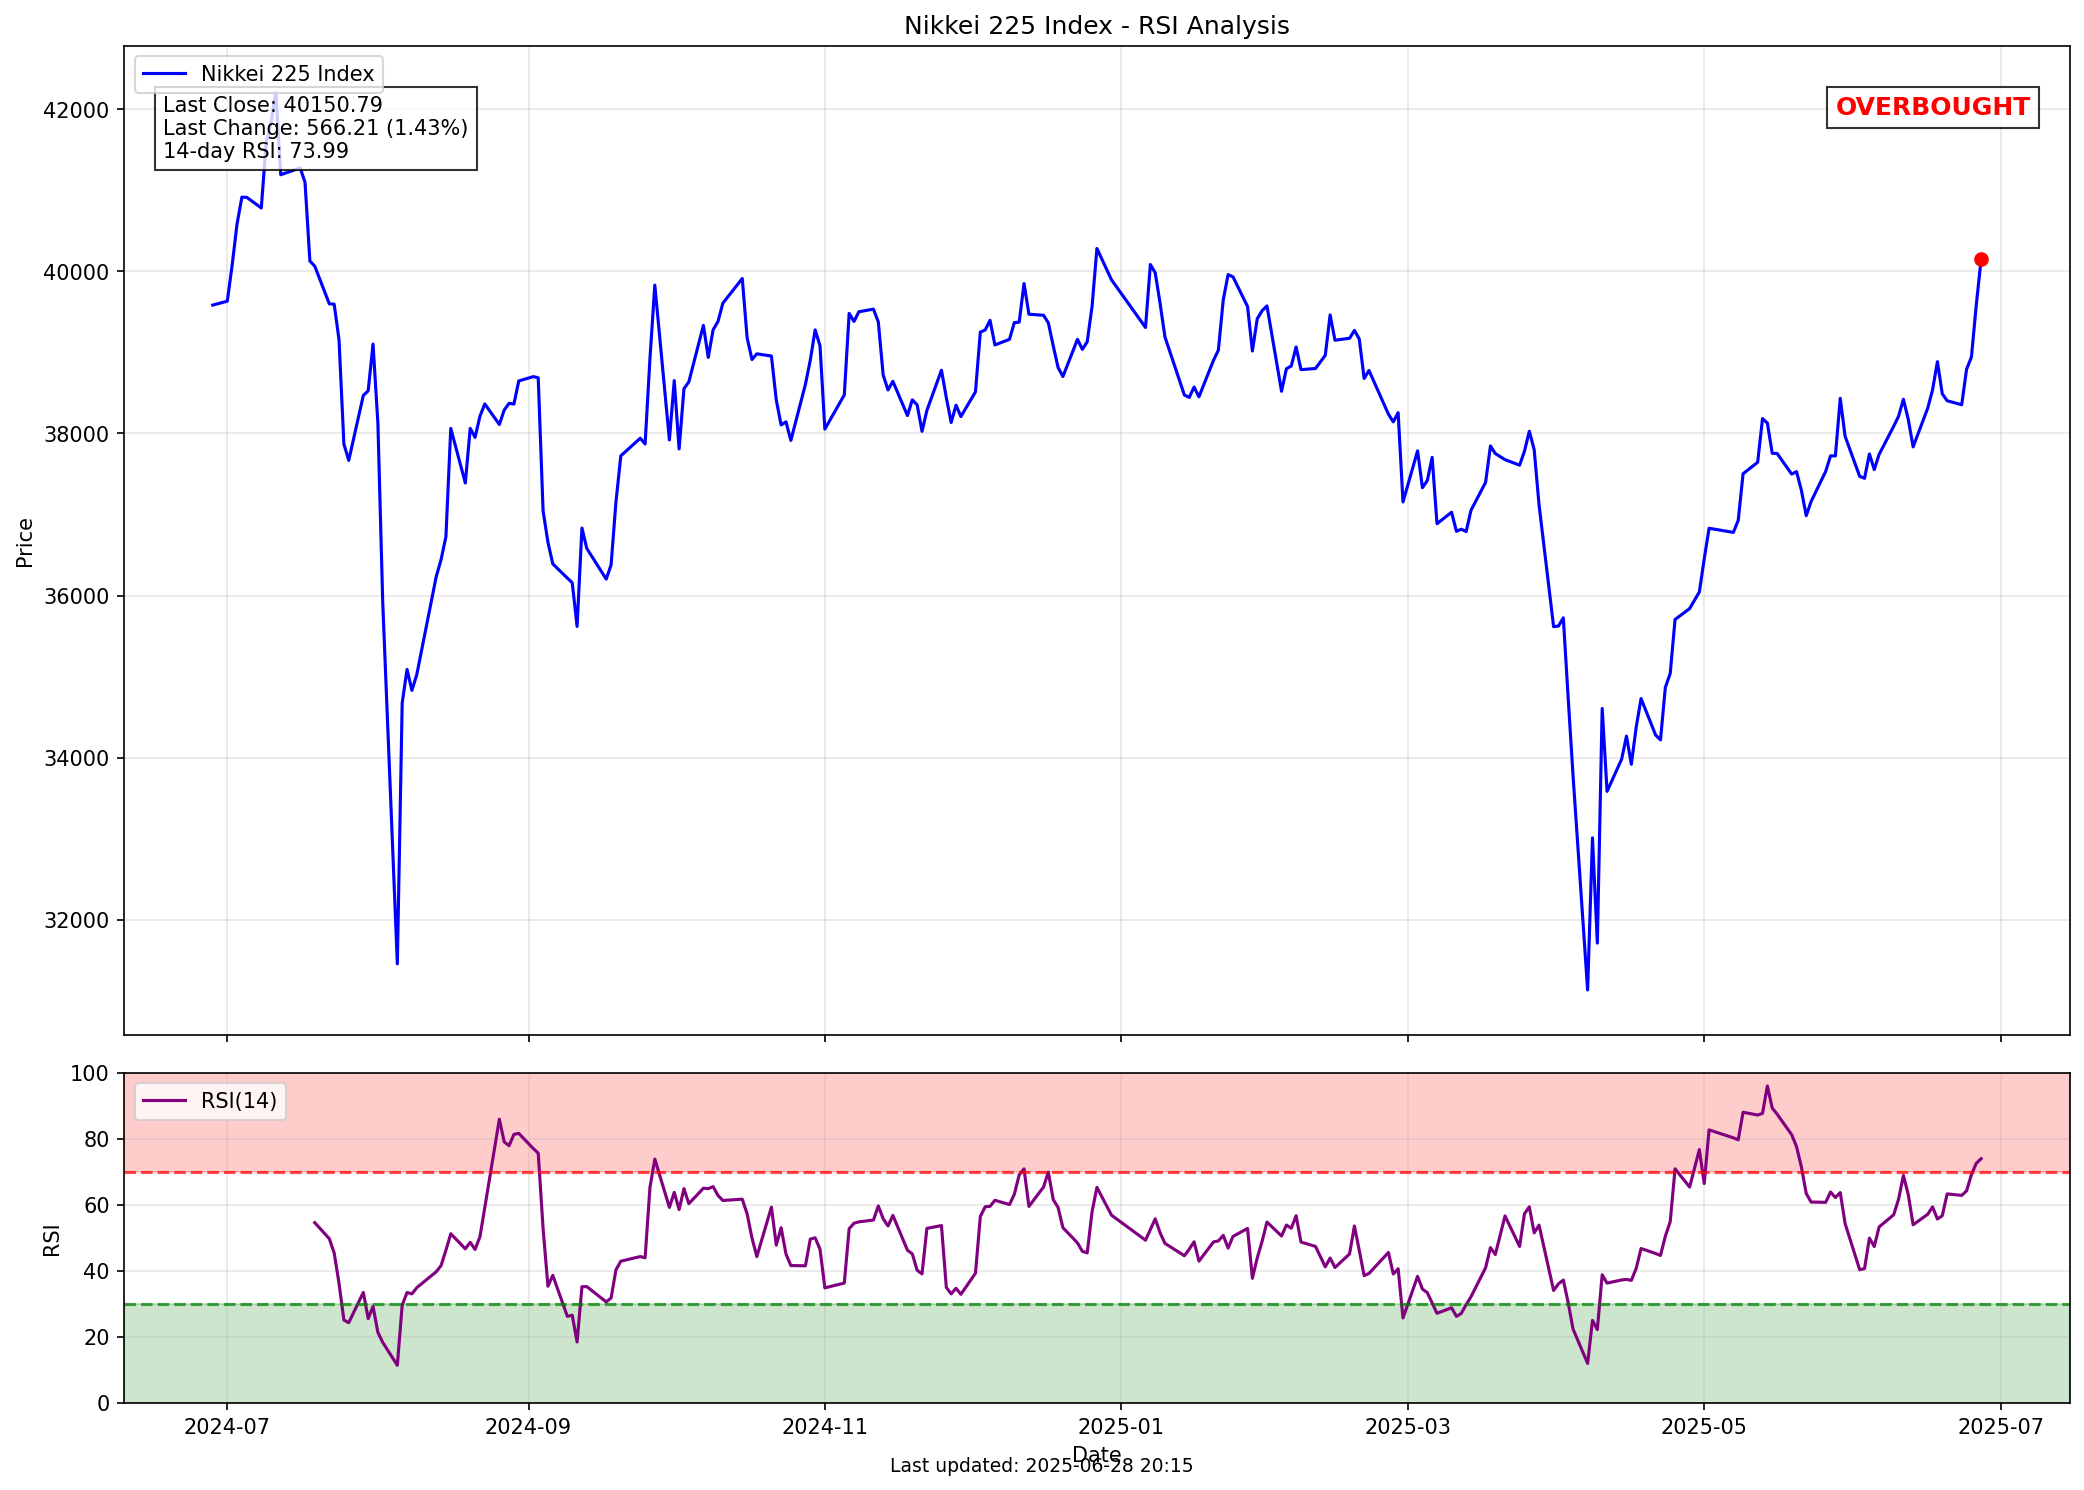 Nikkei 225 Index - RSI Analysis
Nikkei 225 Index
Last Close: 40150.79
Last Change: 566.21 (1.43%)
14-day RSI: 73.99
OVERBOUGHT
Price
42000
40000
38000
36000
34000
32000
RSI(14)
RSI
100
80
60
40
20
0
2024-07
2024-09
2024-11
2025-01
2025-03
2025-05
2025-07
Date
Last updated: 2025-06-28 20:15